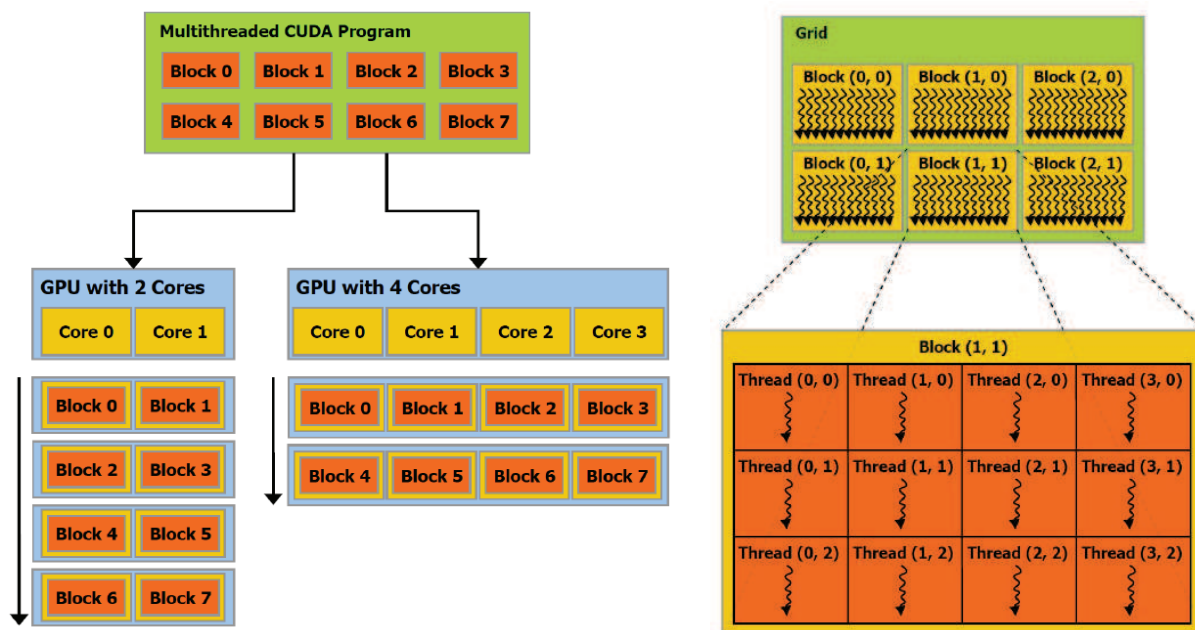 Multithreaded CUDA Program
Block 0 Block 1 Block 2 Block 3
Block 4 Block 5 Block 6 Block 7
GPU with 2 Cores
Core 0 Core 1
Block 0 Block 1
Block 2 Block 3
Block 4 Block 5
Block 6 Block 7
GPU with 4 Cores
Core 0 Core 1 Core 2 Core 3
Block 0 Block 1 Block 2 Block 3
Block 4 Block 5 Block 6 Block 7
Grid
Block (0, 0) Block (1, 0) Block (2, 0)
Block (0, 1) Block (1, 1) Block (2, 1)
Block (1, 1)
Thread (0, 0) Thread (1, 0) Thread (2, 0) Thread (3, 0)
Thread (0, 1) Thread (1, 1) Thread (2, 1) Thread (3, 1)
Thread (0, 2) Thread (1, 2) Thread (2, 2) Thread (3, 2)